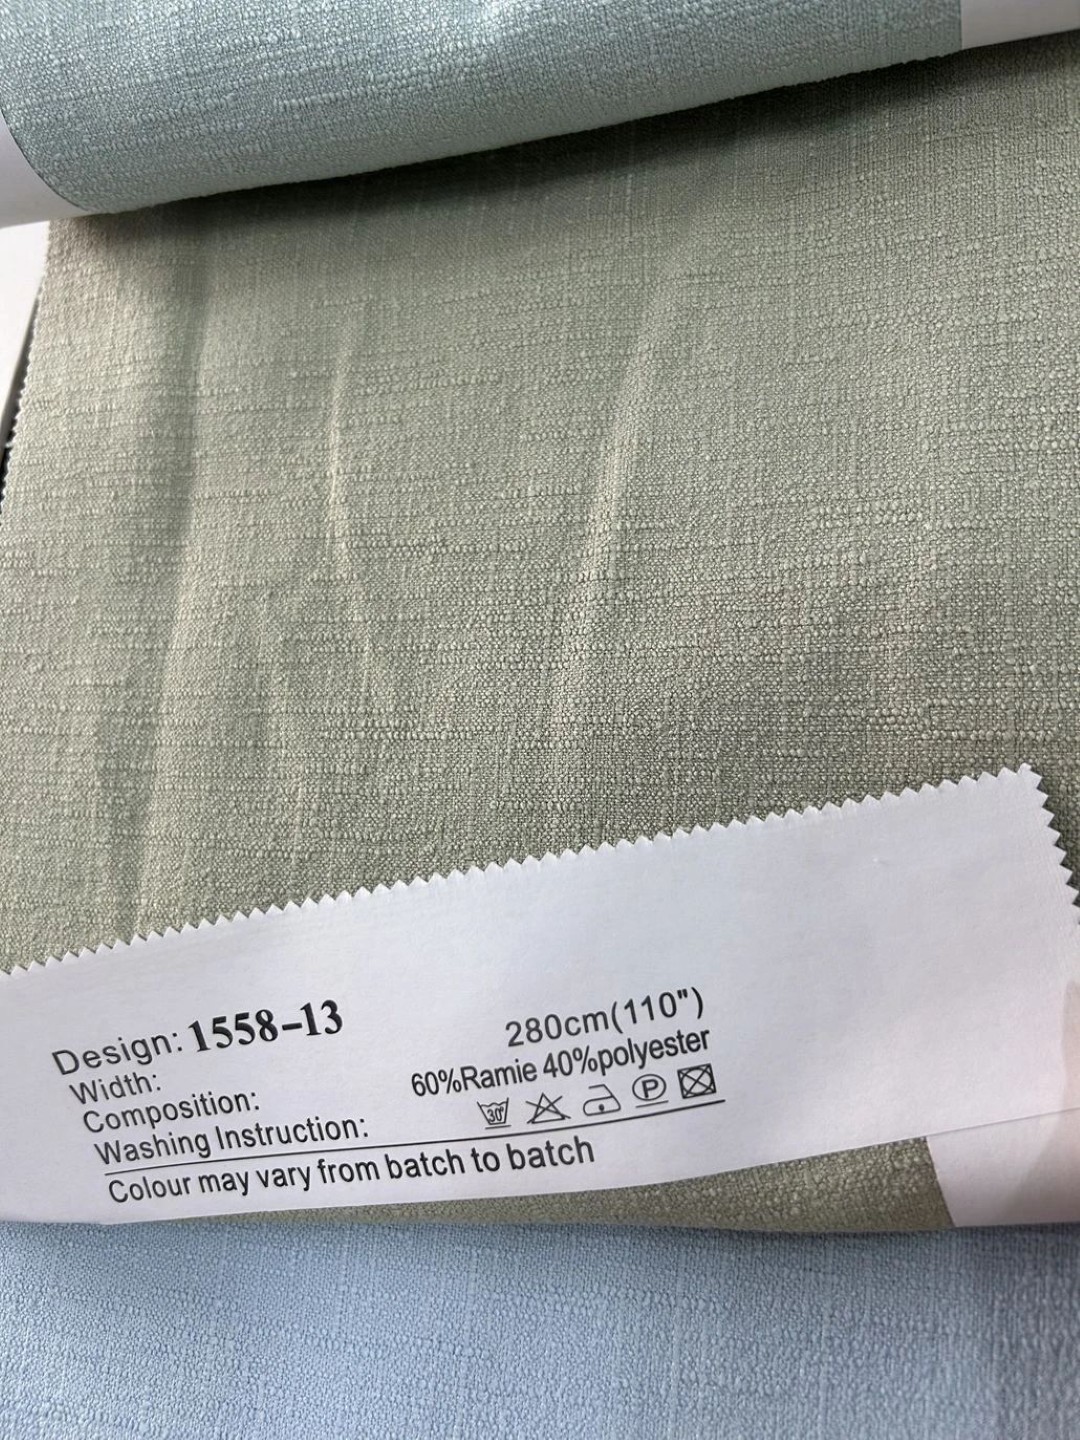 Design: 1558-13
Width: 280cm(110")
Composition: 60%Ramie 40%polyester
Washing Instruction: 30° P
Colour may vary from batch to batch